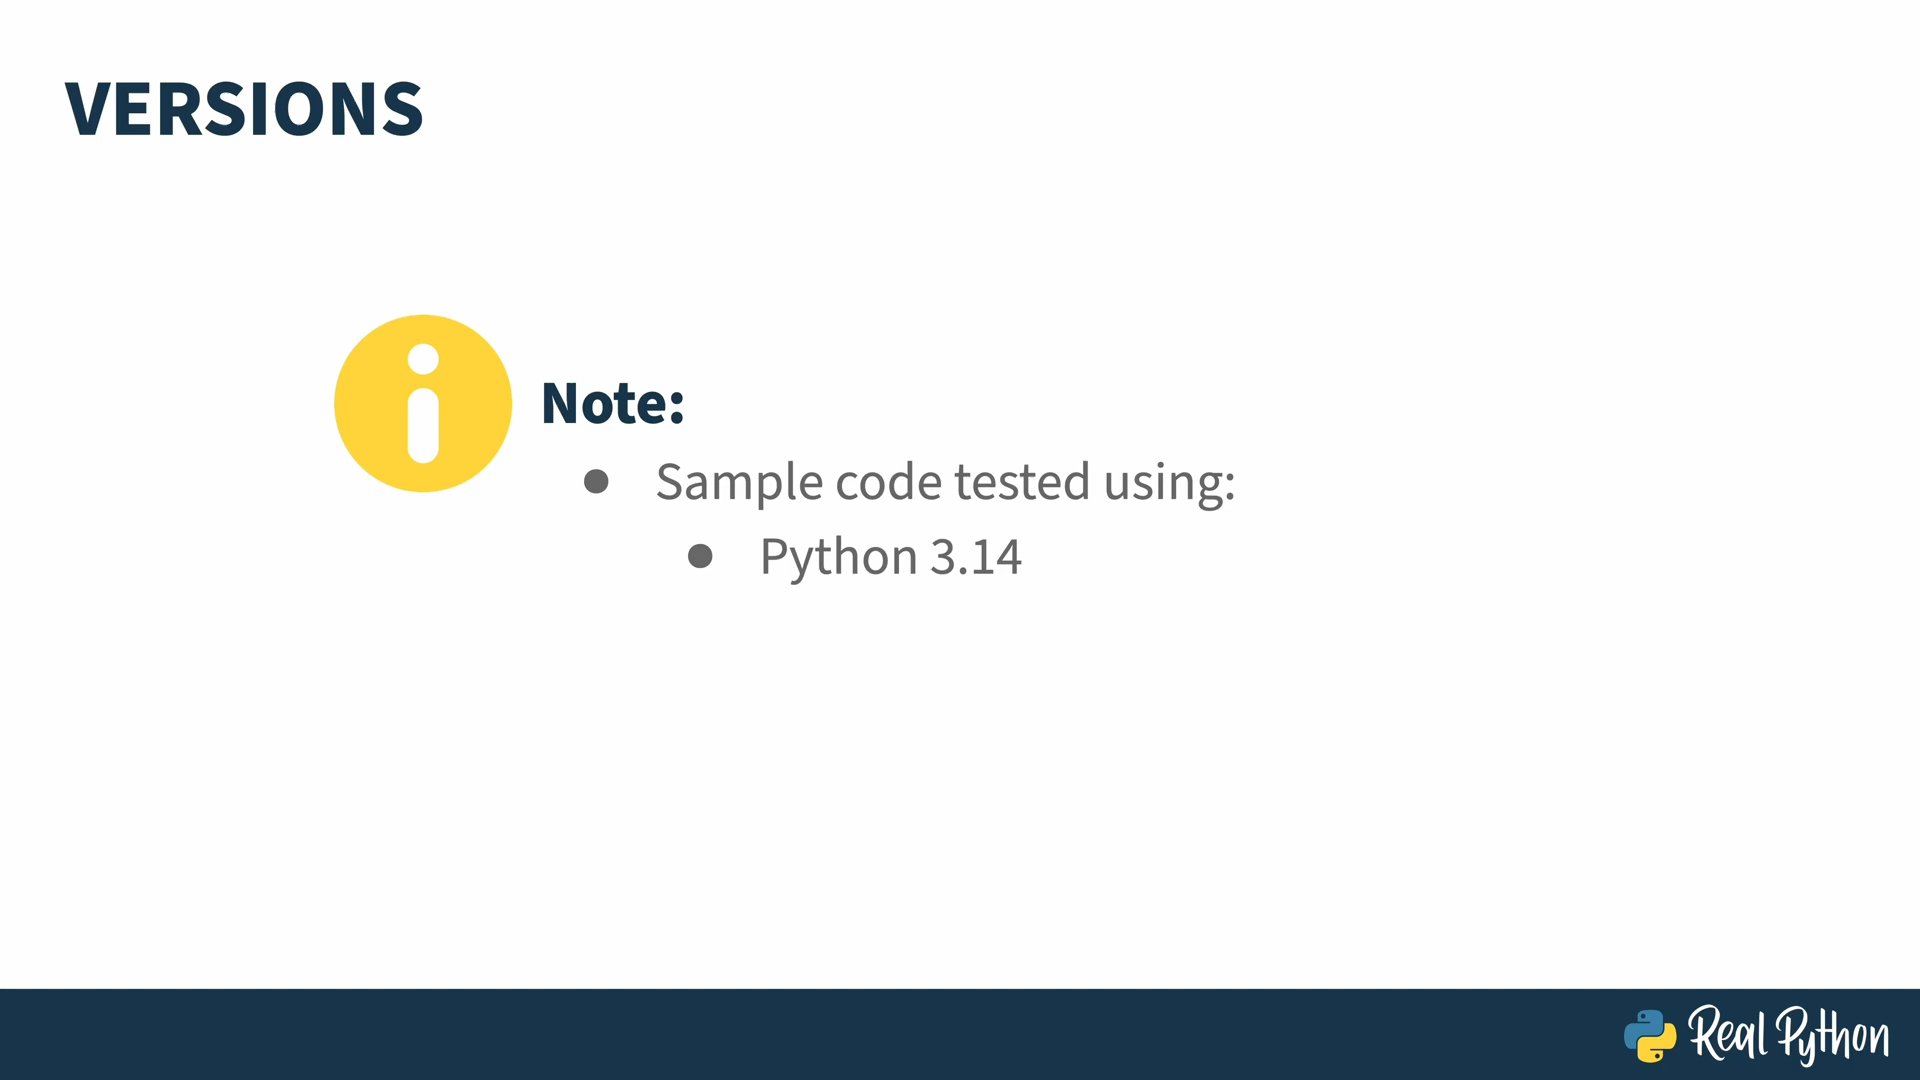 VERSIONS
Note:
● Sample code tested using:
● Python 3.14
Real Python